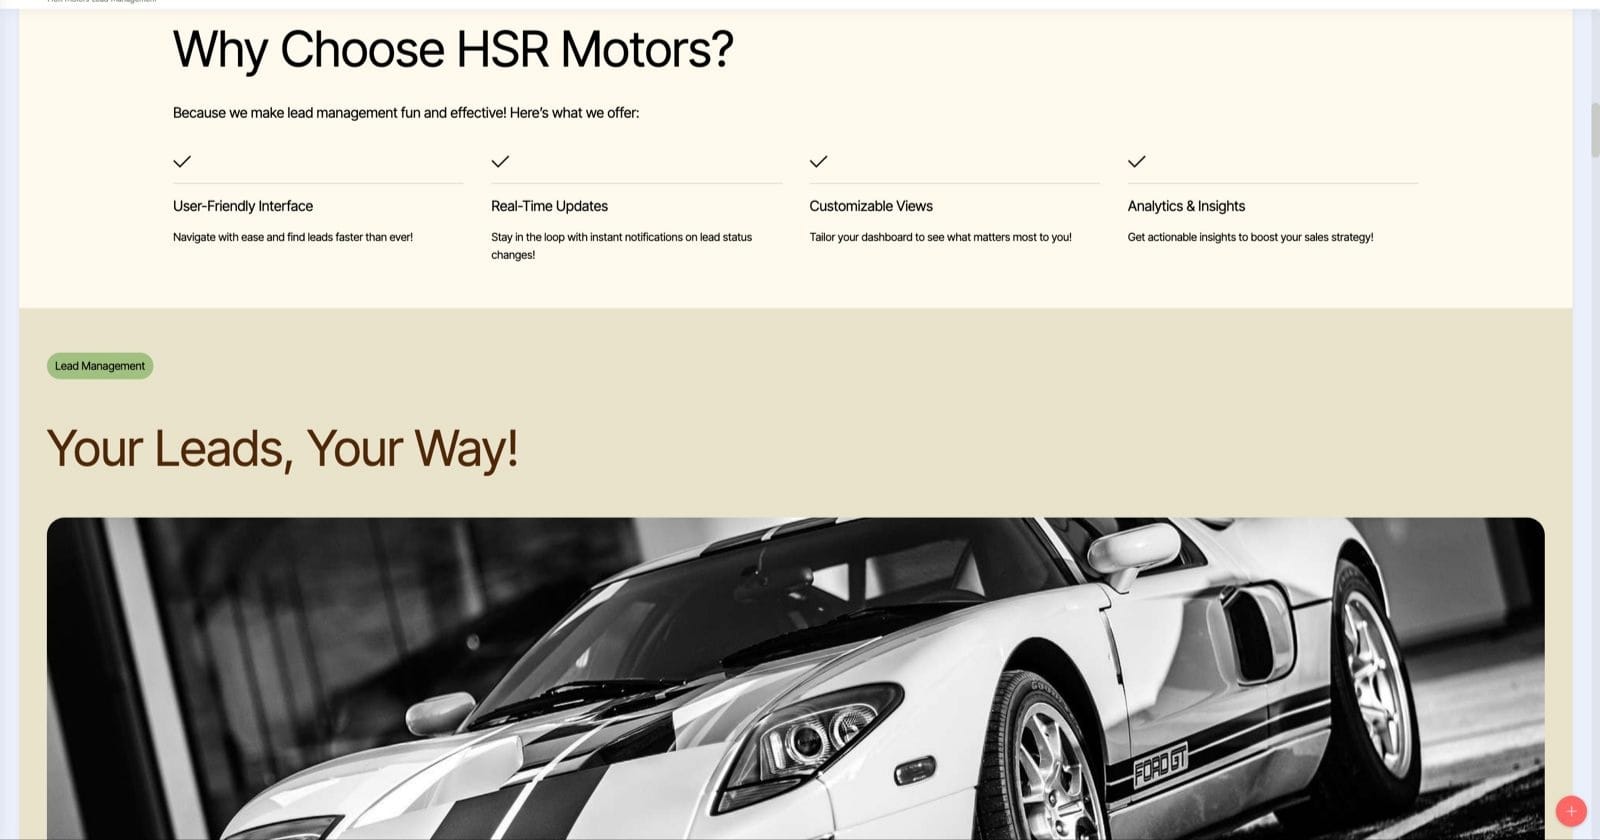 Why Choose HSR Motors?
Because we make lead management fun and effective! Here's what we offer:
User-Friendly Interface
Navigate with ease and find leads faster than ever!
Real-Time Updates
Stay in the loop with instant notifications on lead status
changes!
Customizable Views
Tailor your dashboard to see what matters most to you!
Analytics & Insights
Get actionable insights to boost your sales strategy!
Lead Management
Your Leads, Your Way!
FORD GT